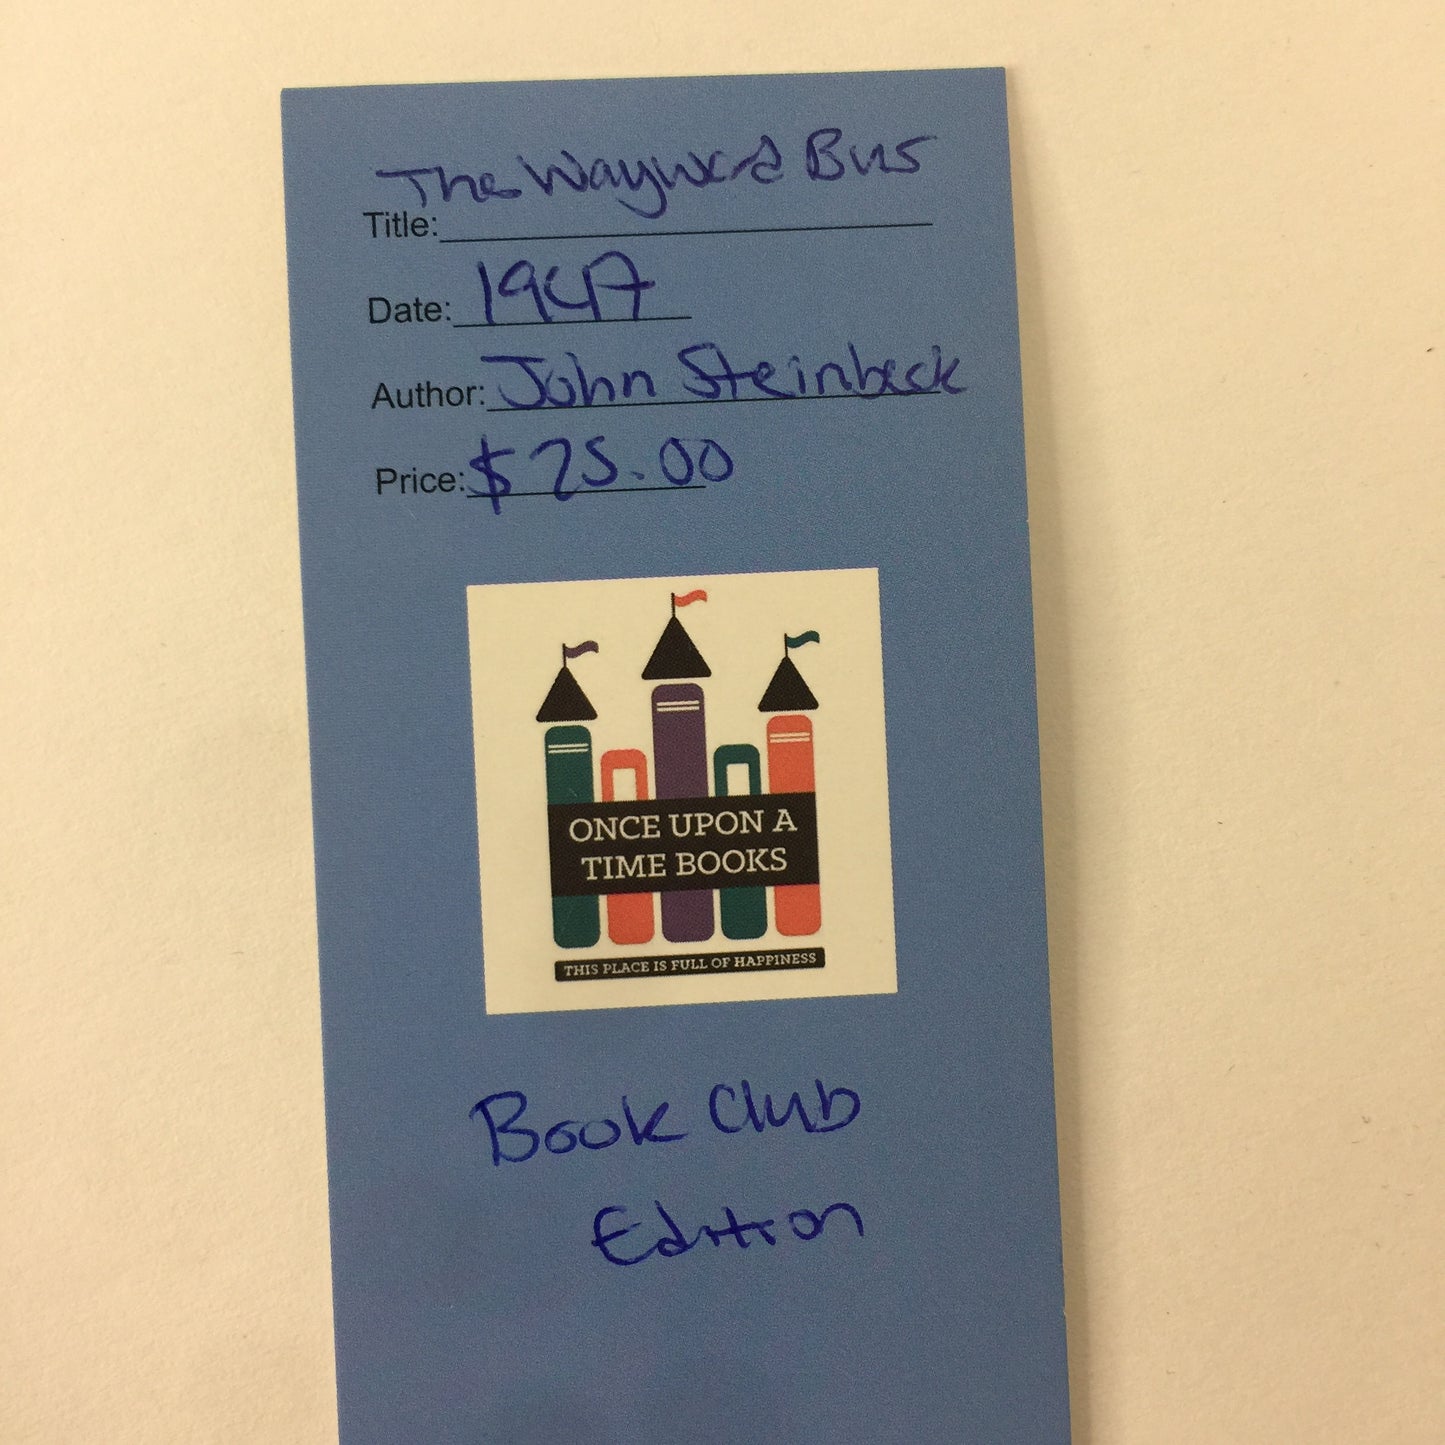 The Wayward Bus
Title:
Date: 1947
Author: John Steinbeck
Price: $25.00
ONCE UPON A
TIME BOOKS
THIS PLACE IS FULL OF HAPPINESS
Book Club
Edition